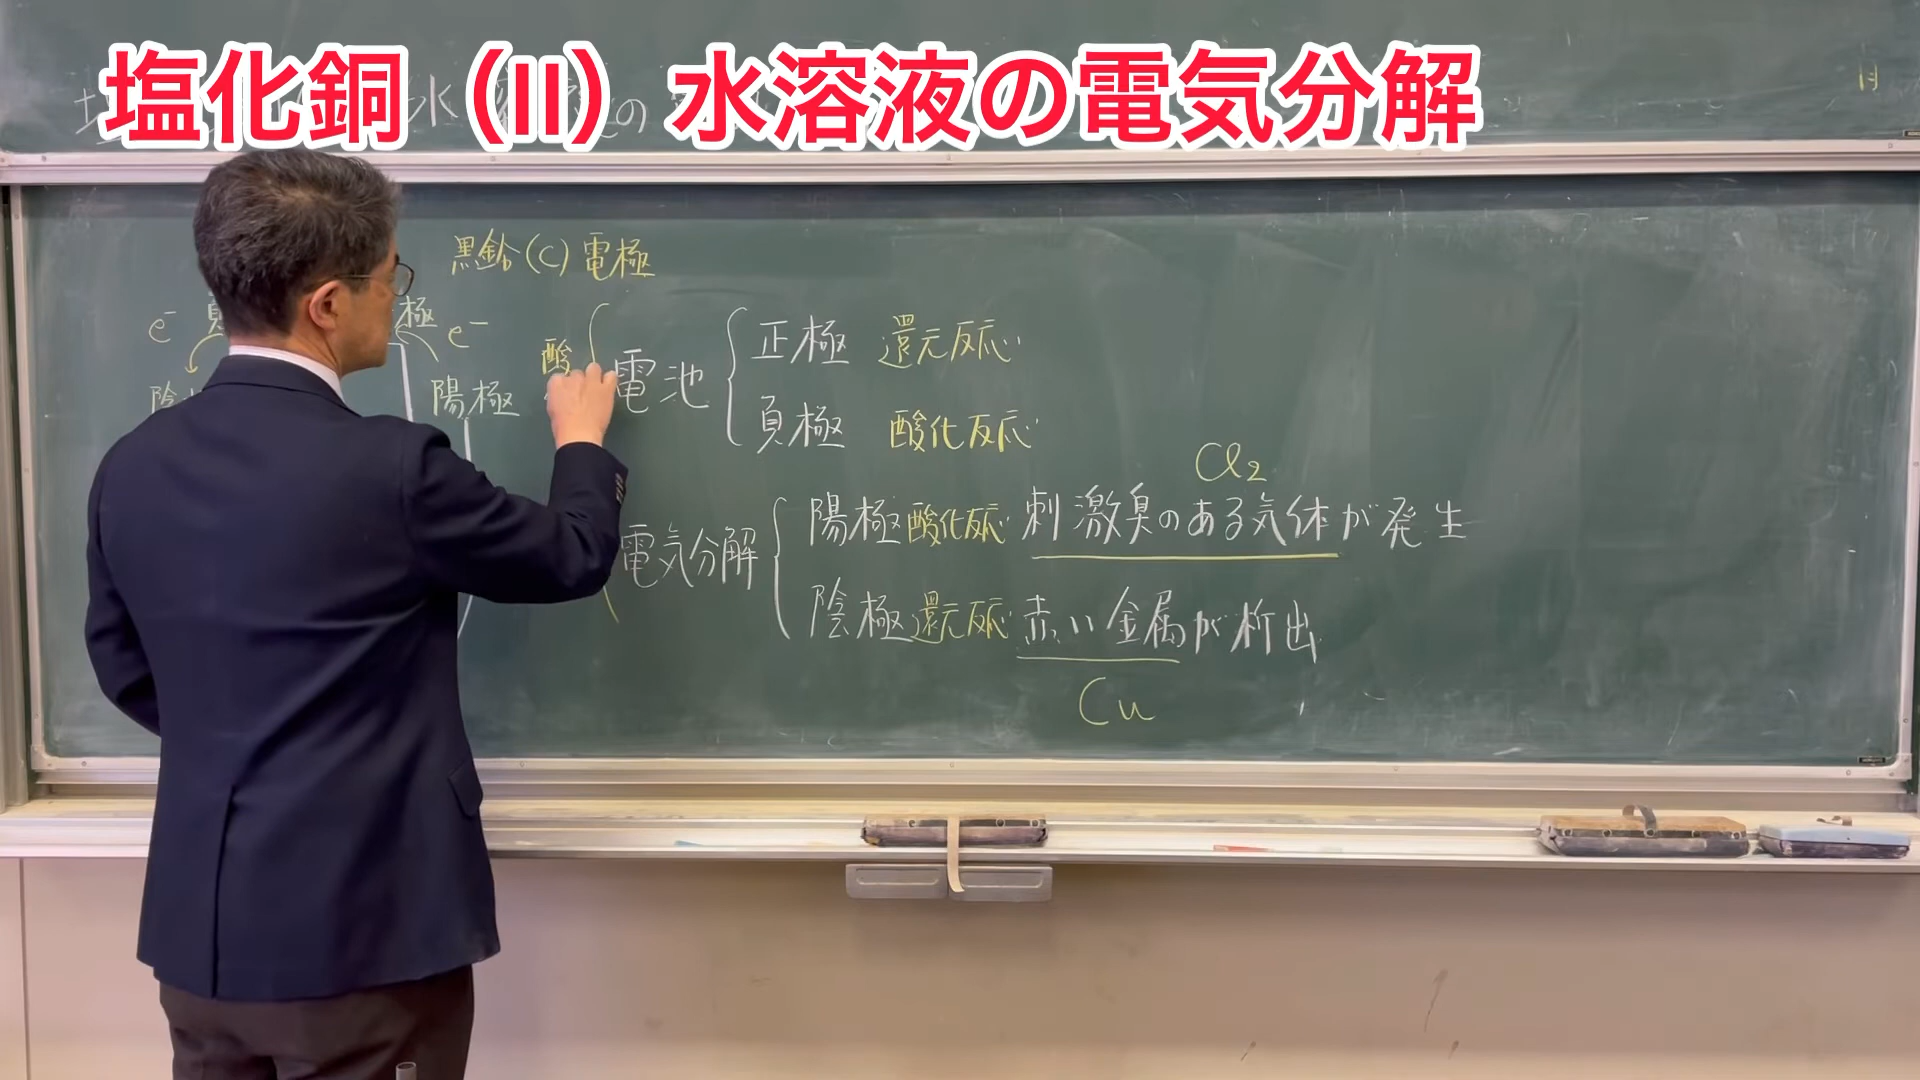 塩化銅（II）水溶液の電気分解
黒鉛(C)電極
e⁻
極
e⁻
陽極
酸
電池
正極 還元反応
負極 酸化反応
Cl₂
電気分解
陽極 酸化反応 刺激臭のある気体が発生
陰極 還元反応 赤い金属が析出
Cu